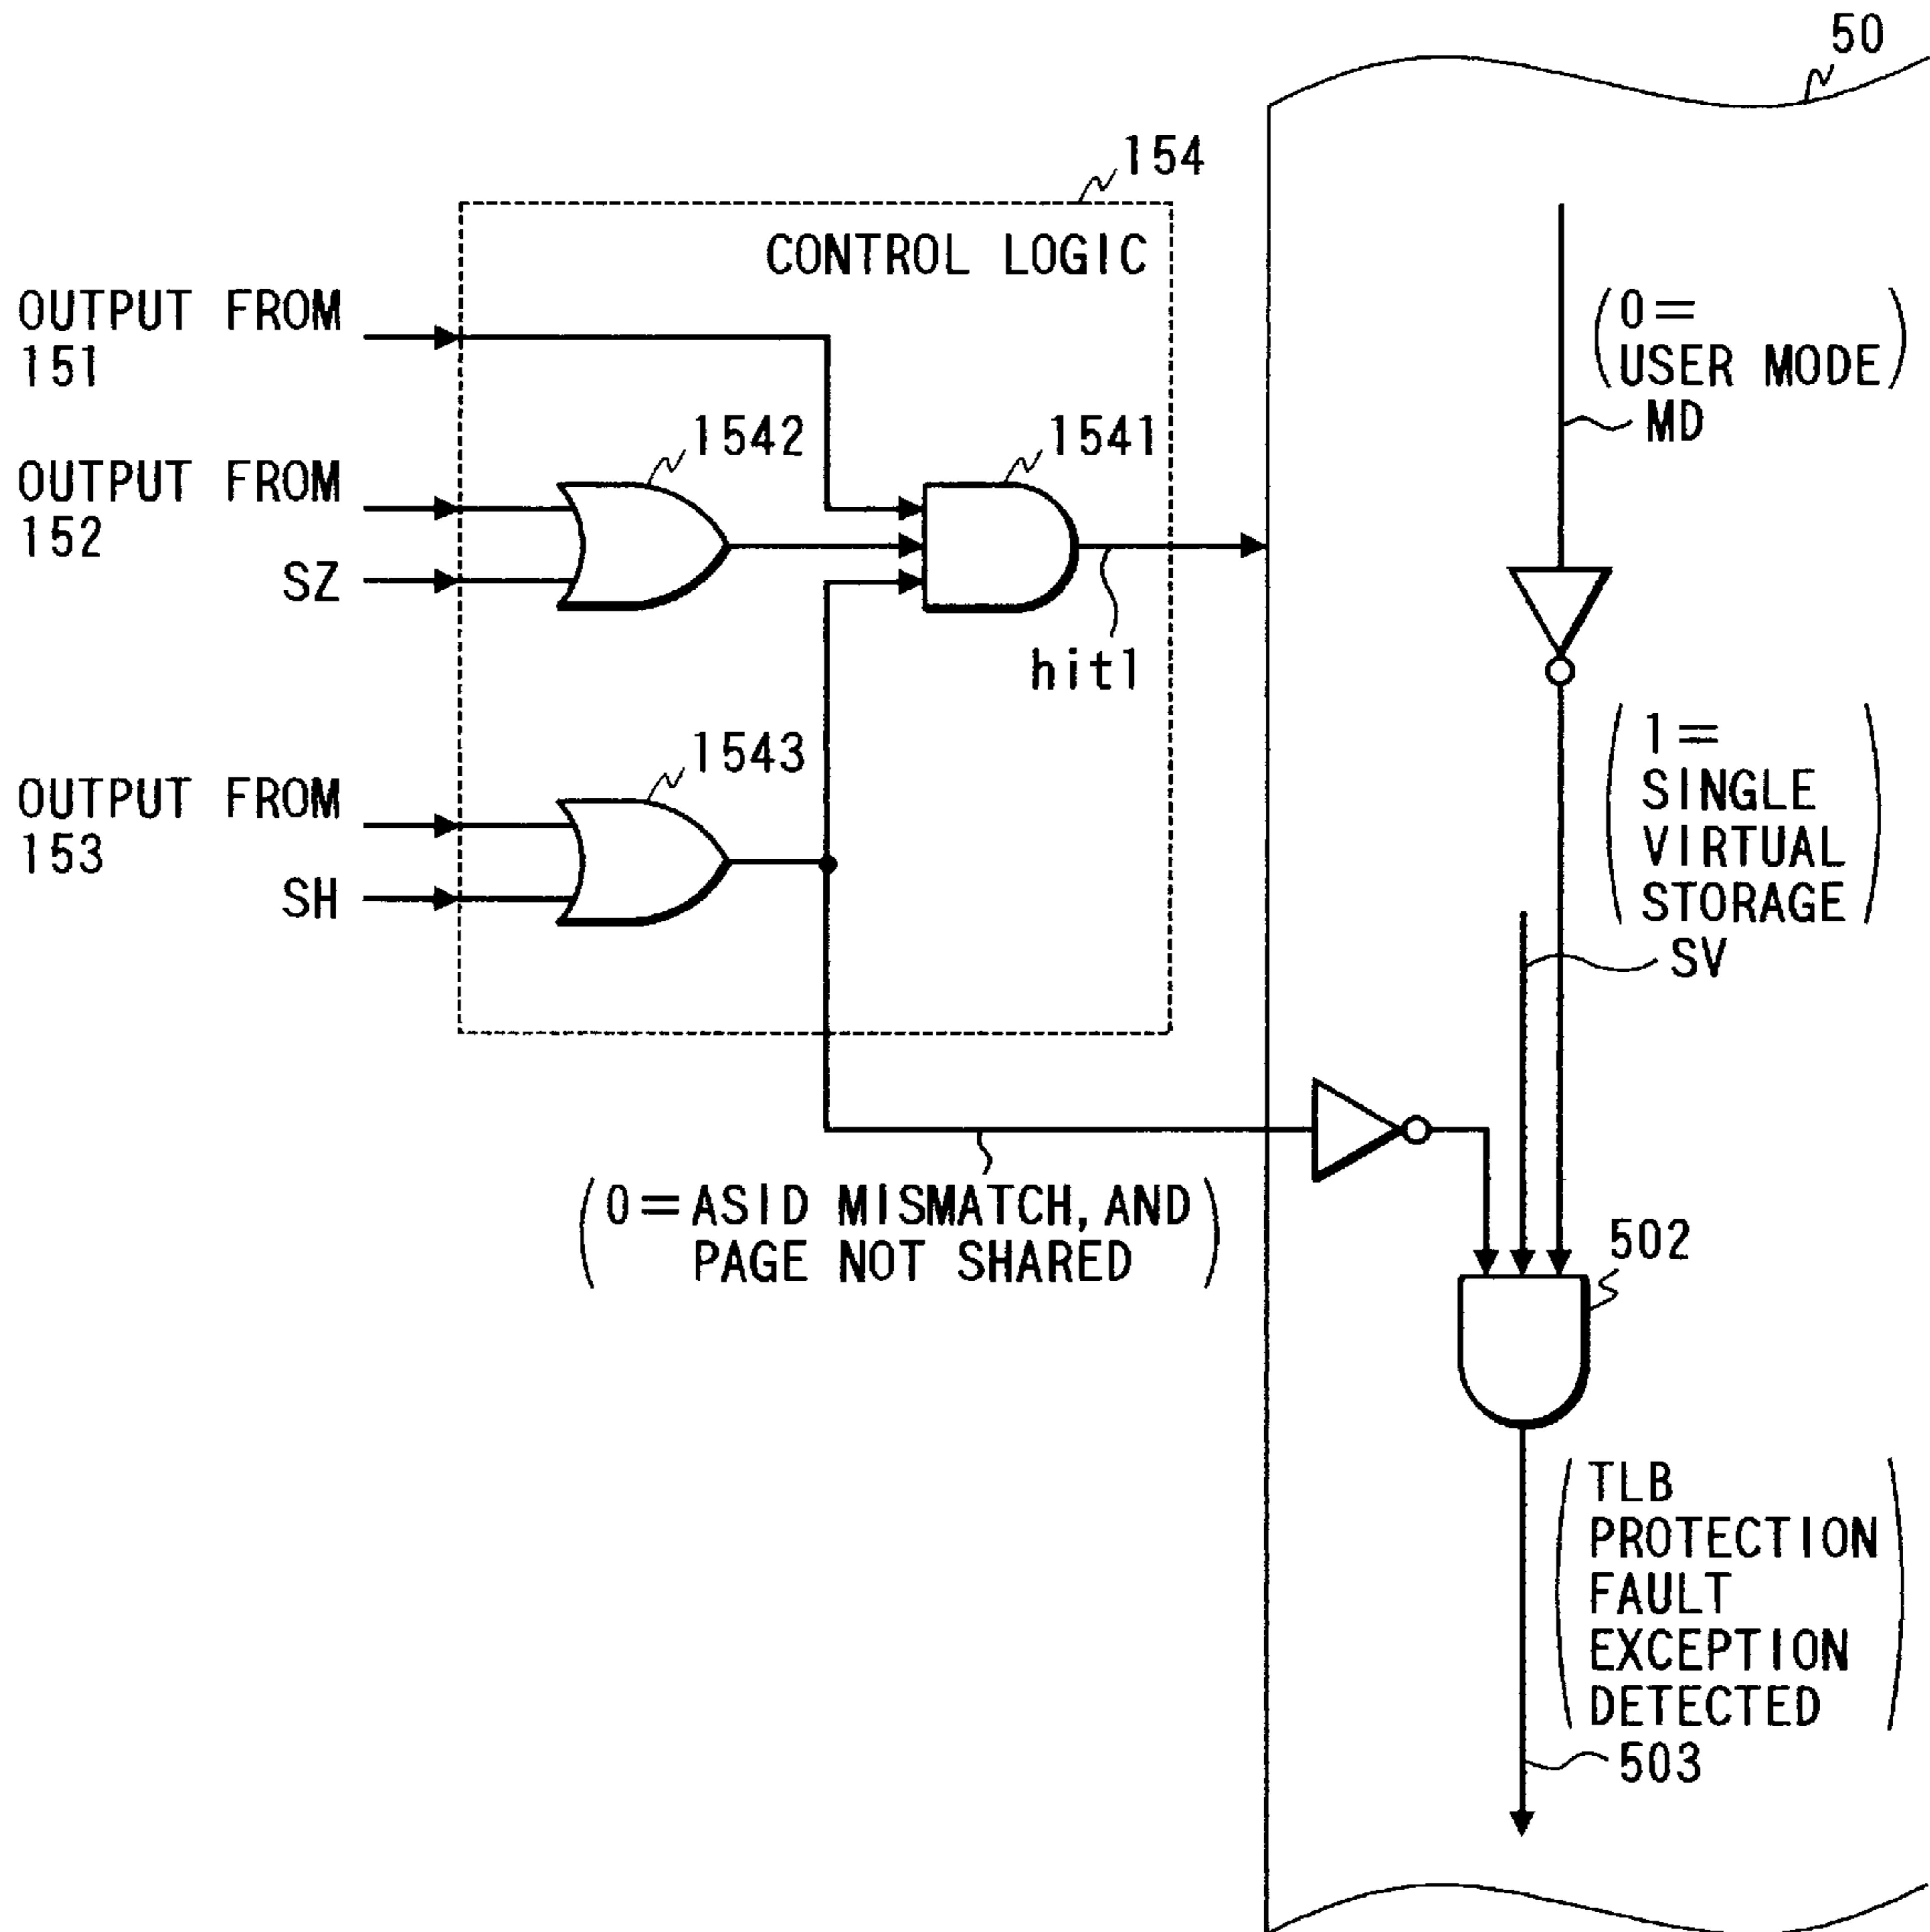 50
154
CONTROL LOGIC
OUTPUT FROM
151
(0=
USER MODE)
MD
1542
1541
OUTPUT FROM
152
SZ
hit1
(1=
SINGLE
VIRTUAL
STORAGE)
SV
1543
OUTPUT FROM
153
SH
(0=ASID MISMATCH, AND
PAGE NOT SHARED)
502
(TLB
PROTECTION
FAULT
EXCEPTION
DETECTED)
503